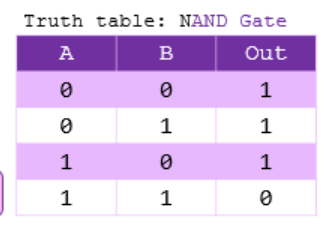 Truth table: NAND Gate
A B Out
0 0 1
0 1 1
1 0 1
1 1 0